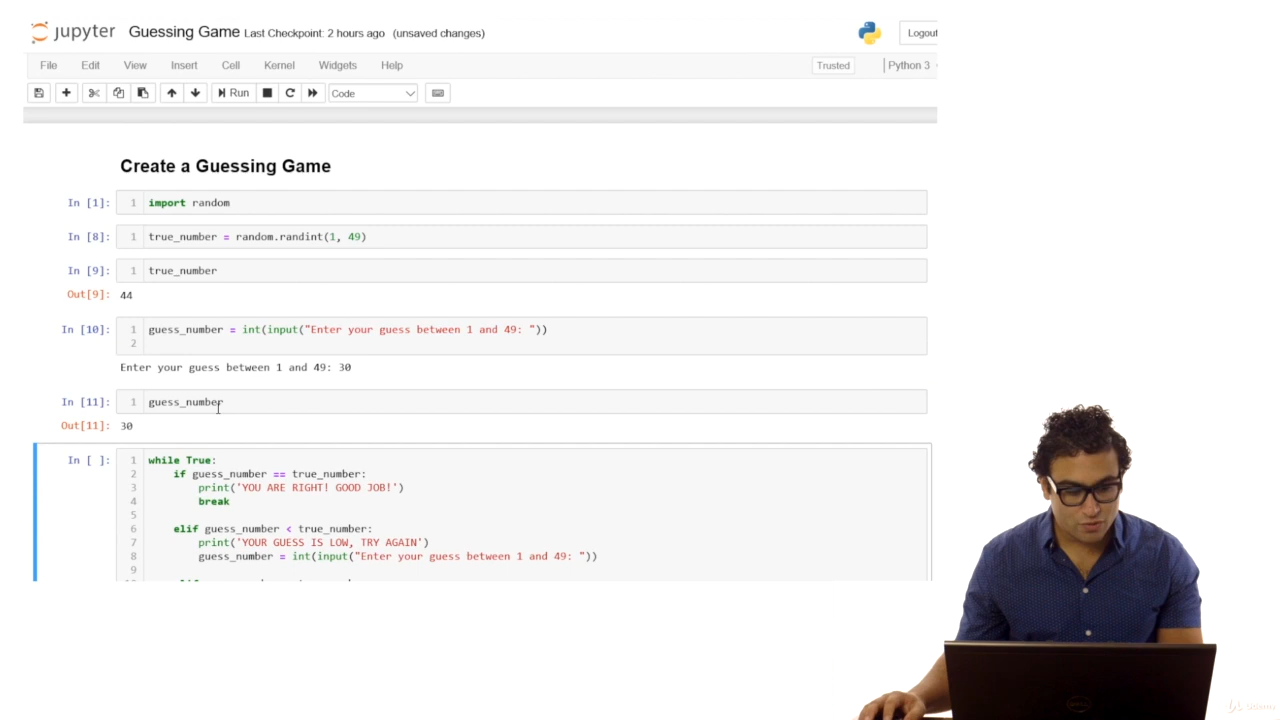 jupyter Guessing Game Last Checkpoint: 2 hours ago (unsaved changes) Logout
File Edit View Insert Cell Kernel Widgets Help Trusted Python 3
Run Code
Create a Guessing Game
In [1]: 1 import random
In [8]: 1 true_number = random.randint(1, 49)
In [9]: 1 true_number
Out[9]: 44
In [10]: 1 guess_number = int(input("Enter your guess between 1 and 49: "))
2
Enter your guess between 1 and 49: 30
In [11]: 1 guess_number
Out[11]: 30
In [ ]: 1 while True:
2 if guess_number == true_number:
3 print('YOU ARE RIGHT! GOOD JOB!')
4 break
5
6 elif guess_number < true_number:
7 print('YOUR GUESS IS LOW, TRY AGAIN')
8 guess_number = int(input("Enter your guess between 1 and 49: "))
9